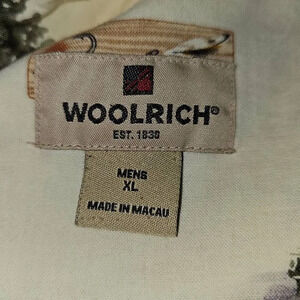 WOOLRICH®
EST. 1830
MENS
XL
MADE IN MACAU